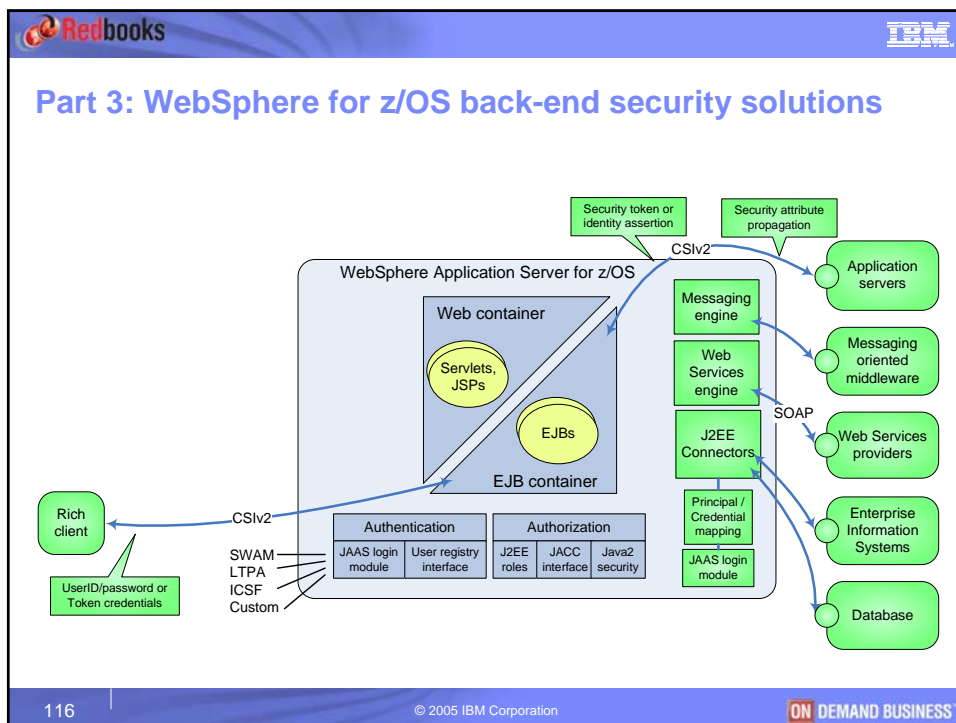 Redbooks
IBM
Part 3: WebSphere for z/OS back-end security solutions
Security token or
identity assertion
Security attribute
propagation
CSIv2
WebSphere Application Server for z/OS
Application
servers
Web container
Messaging
engine
Servlets,
JSPs
Web
Services
engine
Messaging
oriented
middleware
SOAP
EJBs
J2EE
Connectors
Web Services
providers
EJB container
Rich
client
CSIv2
Principal /
Credential
mapping
Enterprise
Information
Systems
Authentication
JAAS login
module
User registry
interface
Authorization
J2EE
roles
JACC
interface
Java2
security
JAAS login
module
SWAM
LTPA
ICSF
Custom
UserID/password or
Token credentials
Database
116
© 2005 IBM Corporation
ON DEMAND BUSINESS